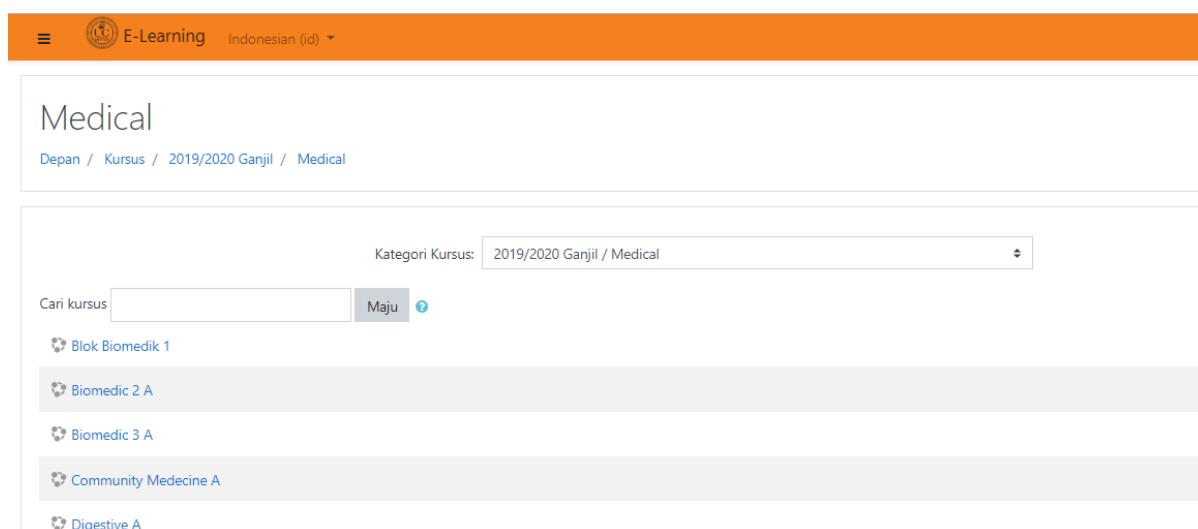 E-Learning Indonesian (id)
Medical
Depan / Kursus / 2019/2020 Ganjil / Medical
Kategori Kursus: 2019/2020 Ganjil / Medical
Cari kursus Maju
Blok Biomedik 1
Biomedic 2 A
Biomedic 3 A
Community Medecine A
Digestive A